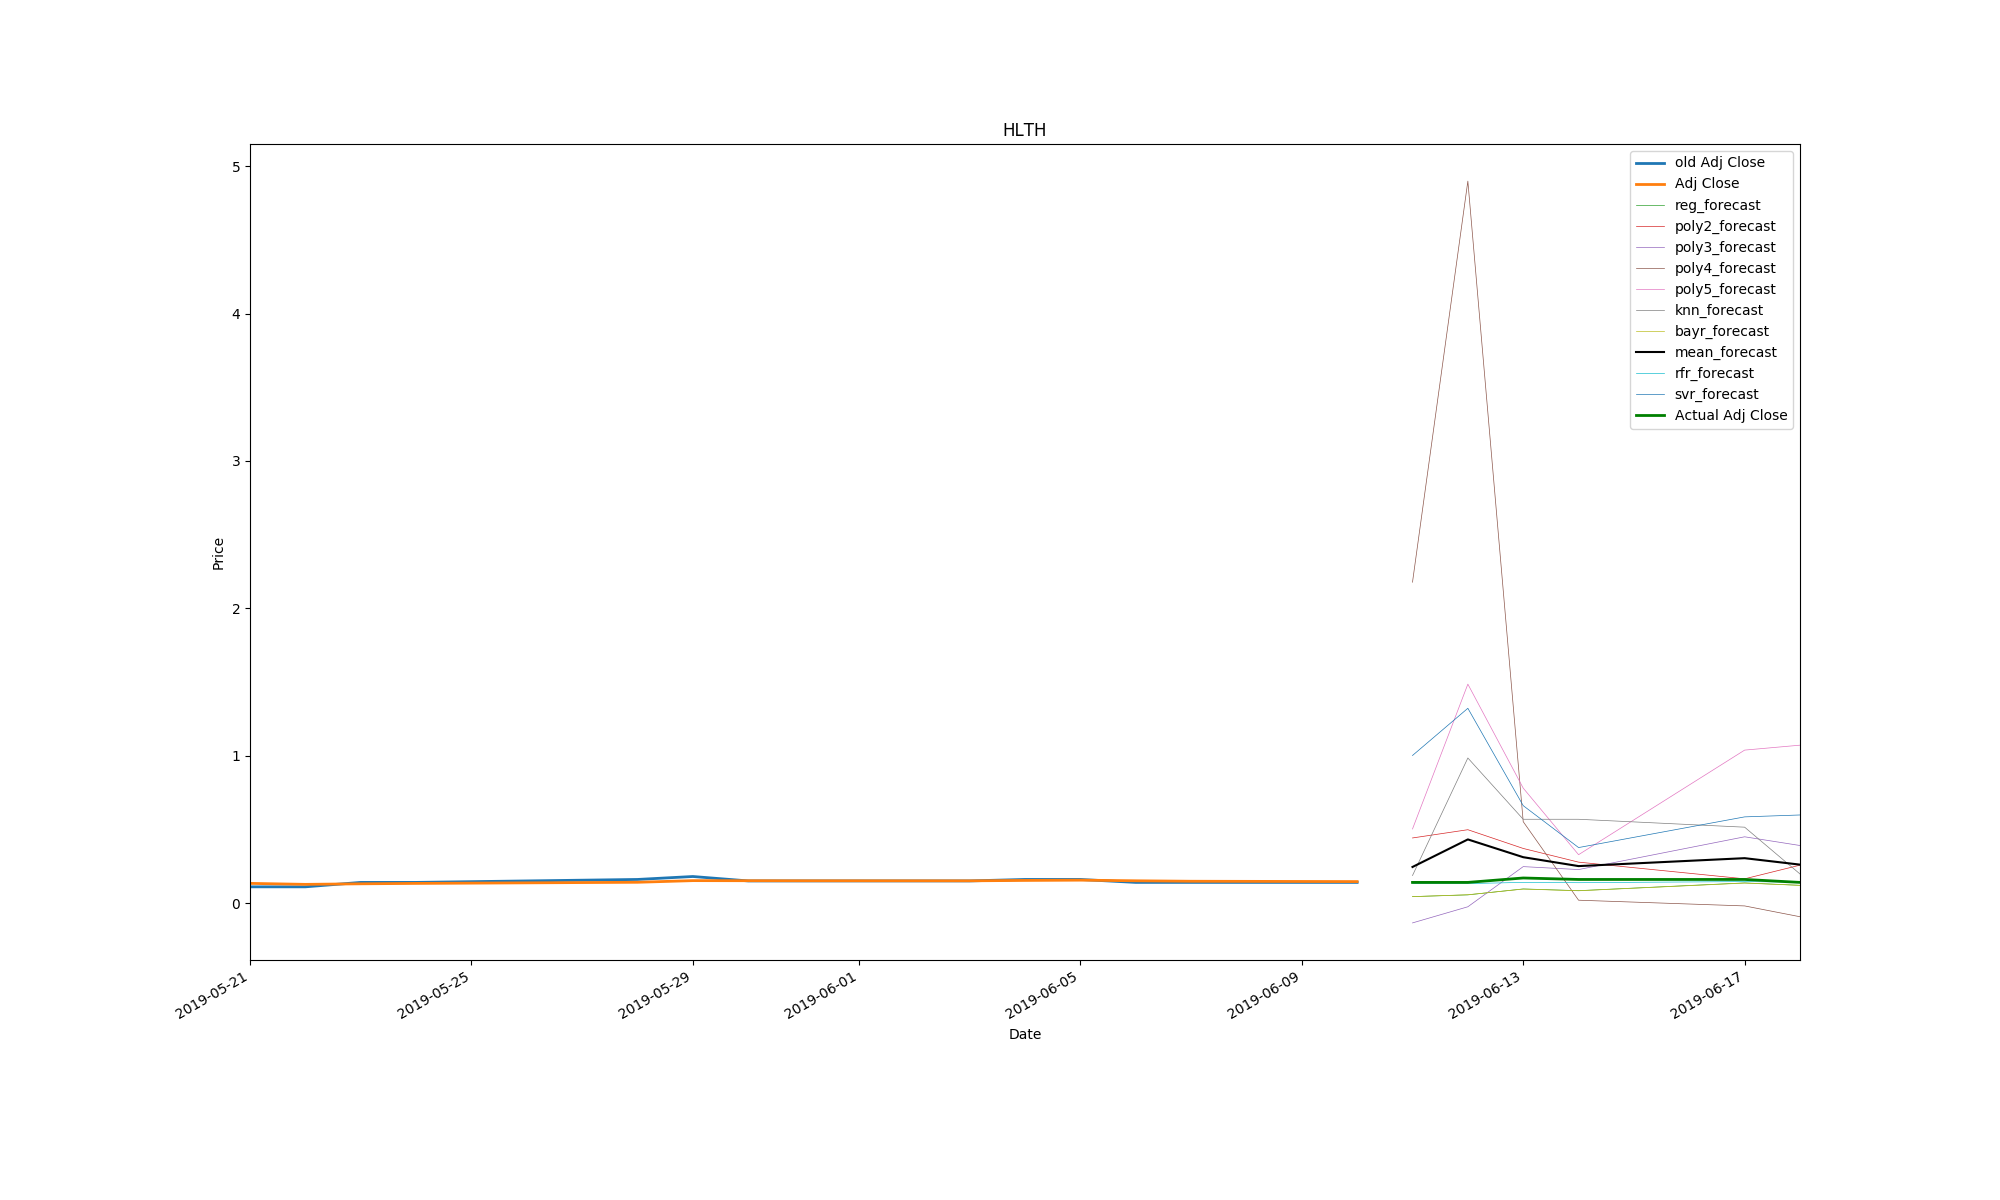 HLTH
5
4
3
2
1
0
Price
old Adj Close
Adj Close
reg_forecast
poly2_forecast
poly3_forecast
poly4_forecast
poly5_forecast
knn_forecast
bayr_forecast
mean_forecast
rfr_forecast
svr_forecast
Actual Adj Close
2019-05-21
2019-05-25
2019-05-29
2019-06-01
2019-06-05
2019-06-09
2019-06-13
2019-06-17
Date